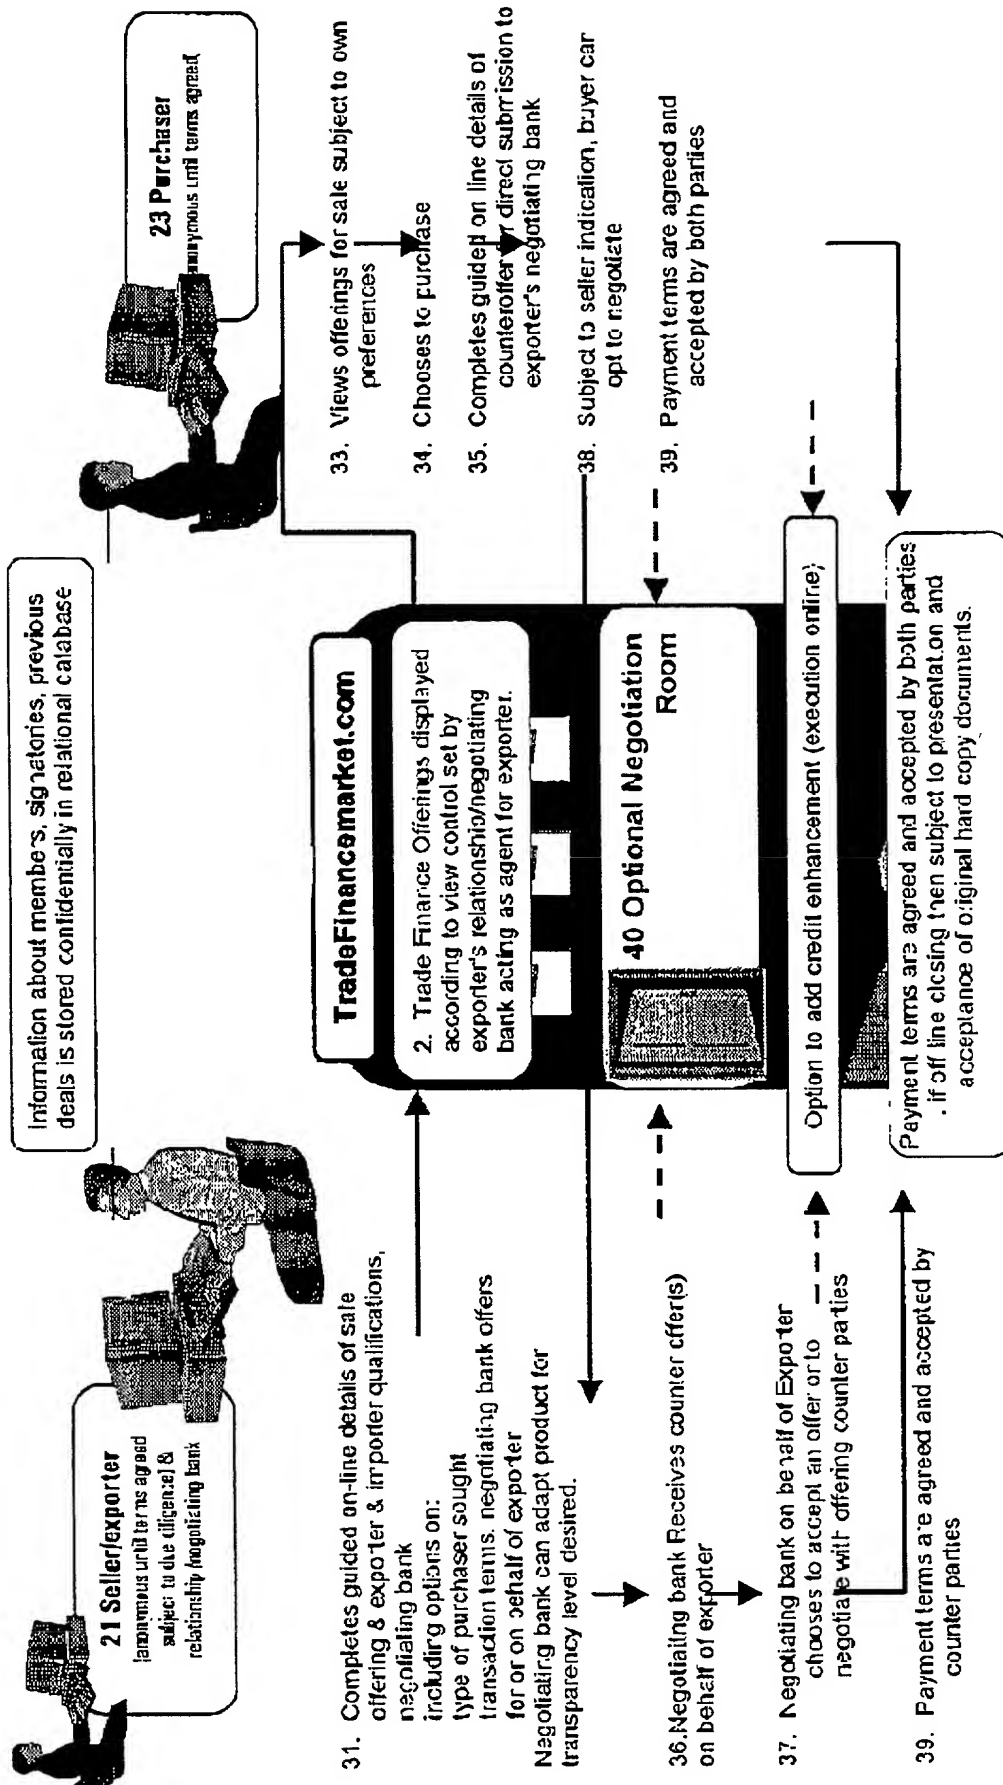 Information about members, signatories, previous
deals is stored confidentially in relational catabase
21 Seller/exporter
(anonymous until terms agreed
subject to due diligence) &
relationship /negotiating bank
23 Purchaser
anonymous until terms agreed(
31. Completes guided on-line details of sale
offering & exporter & importer qualifications,
negotiating bank
including options on:
type of purchaser sought
transaction terms, negotiating bank offers
for or on behalf of exporter
Negotiating bank can adapt product for
transparency level desired.
36.Negotiating bank Receives counter offer(s)
on behalf of exporter
37. Negotiating bank on behalf of Exporter
chooses to accept an offer or to
negotiate with offering counter parties
39. Payment terms are agreed and accepted by
counter parties
TradeFinancemarket.com
2. Trade Finance Offerings displayed
according to view control set by
exporter's relationship/negotiating
bank acting as agent for exporter.
40 Optional Negotiation
Room
Option to add credit enhancement (execution online)
Payment terms are agreed and accepted by both parties
. if off line closing then subject to presentation and
acceptance of original hard copy documents.
33. Views offerings for sale subject to own
preferences
34. Chooses to purchase
35. Completes guided on line details of
counteroffer or direct submission to
exporter's negotiating bank
38. Subject to seller indication, buyer car
opt to negotiate
39. Payment terms are agreed and
accepted by both parties